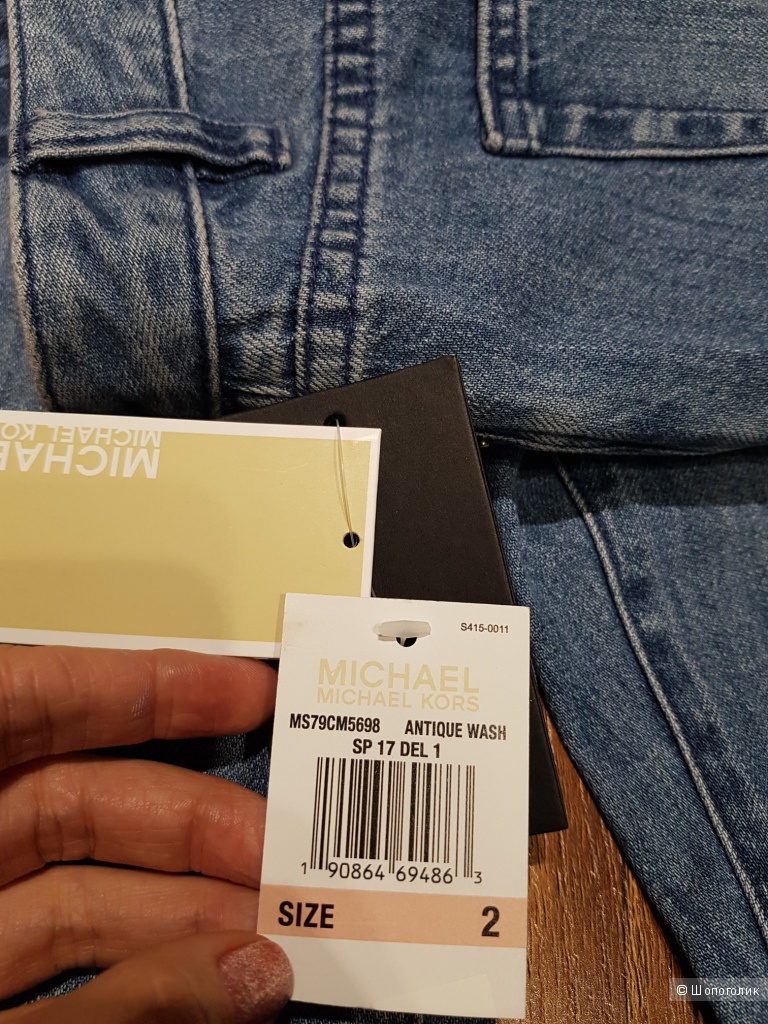 MICHAEL
MICHAEL KO
S415-0011
MICHAEL
MICHAEL KORS
MS79CM5698 ANTIQUE WASH
SP 17 DEL 1
1 90864 69486 3
SIZE 2
© Шопоголик